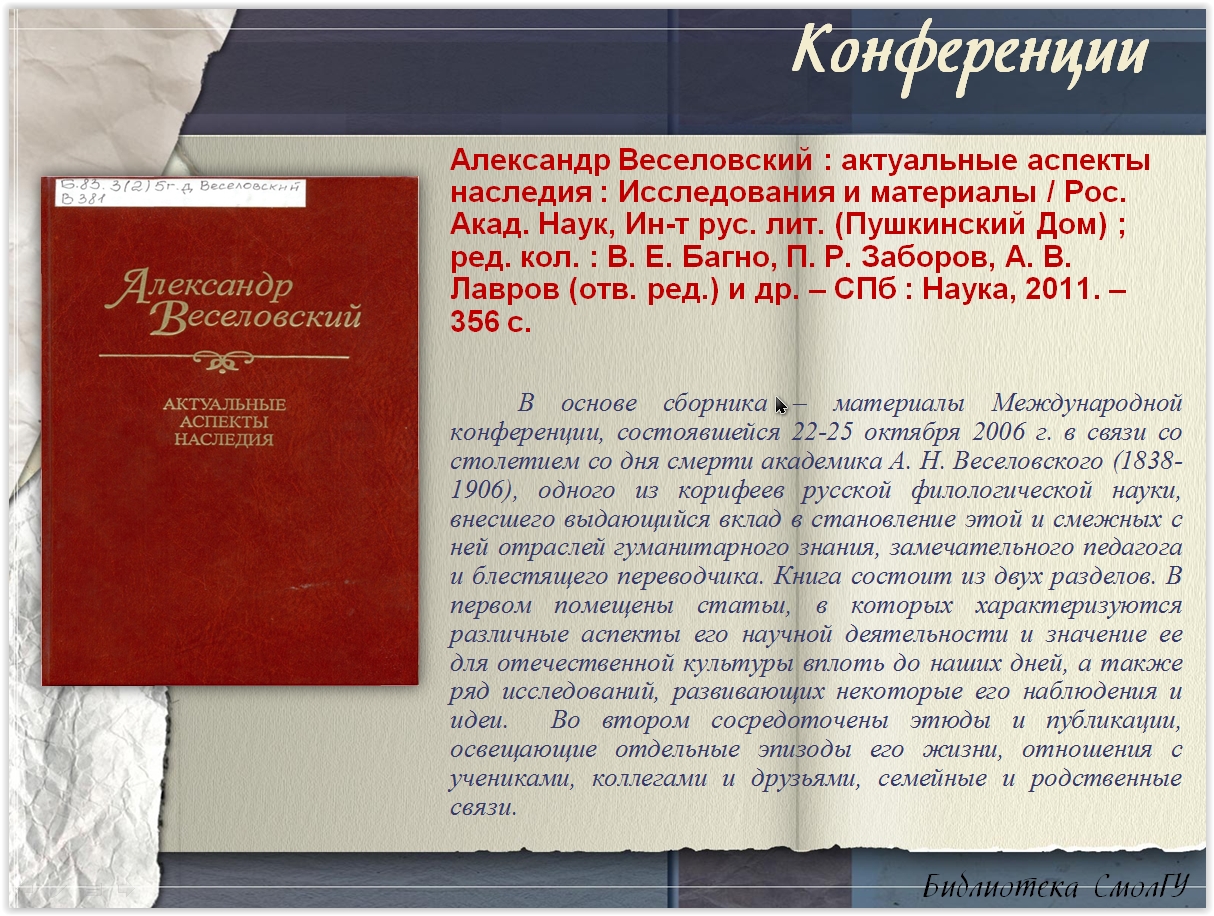 Конференции
Б.83.3(2)5г.д. Веселовский
В 381
Александр
Веселовский
АКТУАЛЬНЫЕ
АСПЕКТЫ
НАСЛЕДИЯ
Александр Веселовский : актуальные аспекты
наследия : Исследования и материалы / Рос.
Акад. Наук, Ин-т рус. лит. (Пушкинский Дом) ;
ред. кол. : В. Е. Багно, П. Р. Заборов, А. В.
Лавров (отв. ред.) и др. – СПб : Наука, 2011. –
356 с.
В основе сборника – материалы Международной
конференции, состоявшейся 22-25 октября 2006 г. в связи со
столетием со дня смерти академика А. Н. Веселовского (1838-
1906), одного из корифеев русской филологической науки,
внесшего выдающийся вклад в становление этой и смежных с
ней отраслей гуманитарного знания, замечательного педагога
и блестящего переводчика. Книга состоит из двух разделов. В
первом помещены статьи, в которых характеризуются
различные аспекты его научной деятельности и значение ее
для отечественной культуры вплоть до наших дней, а также
ряд исследований, развивающих некоторые его наблюдения и
идеи. Во втором сосредоточены этюды и публикации,
освещающие отдельные эпизоды его жизни, отношения с
учениками, коллегами и друзьями, семейные и родственные
связи.
Библиотека СмолГУ